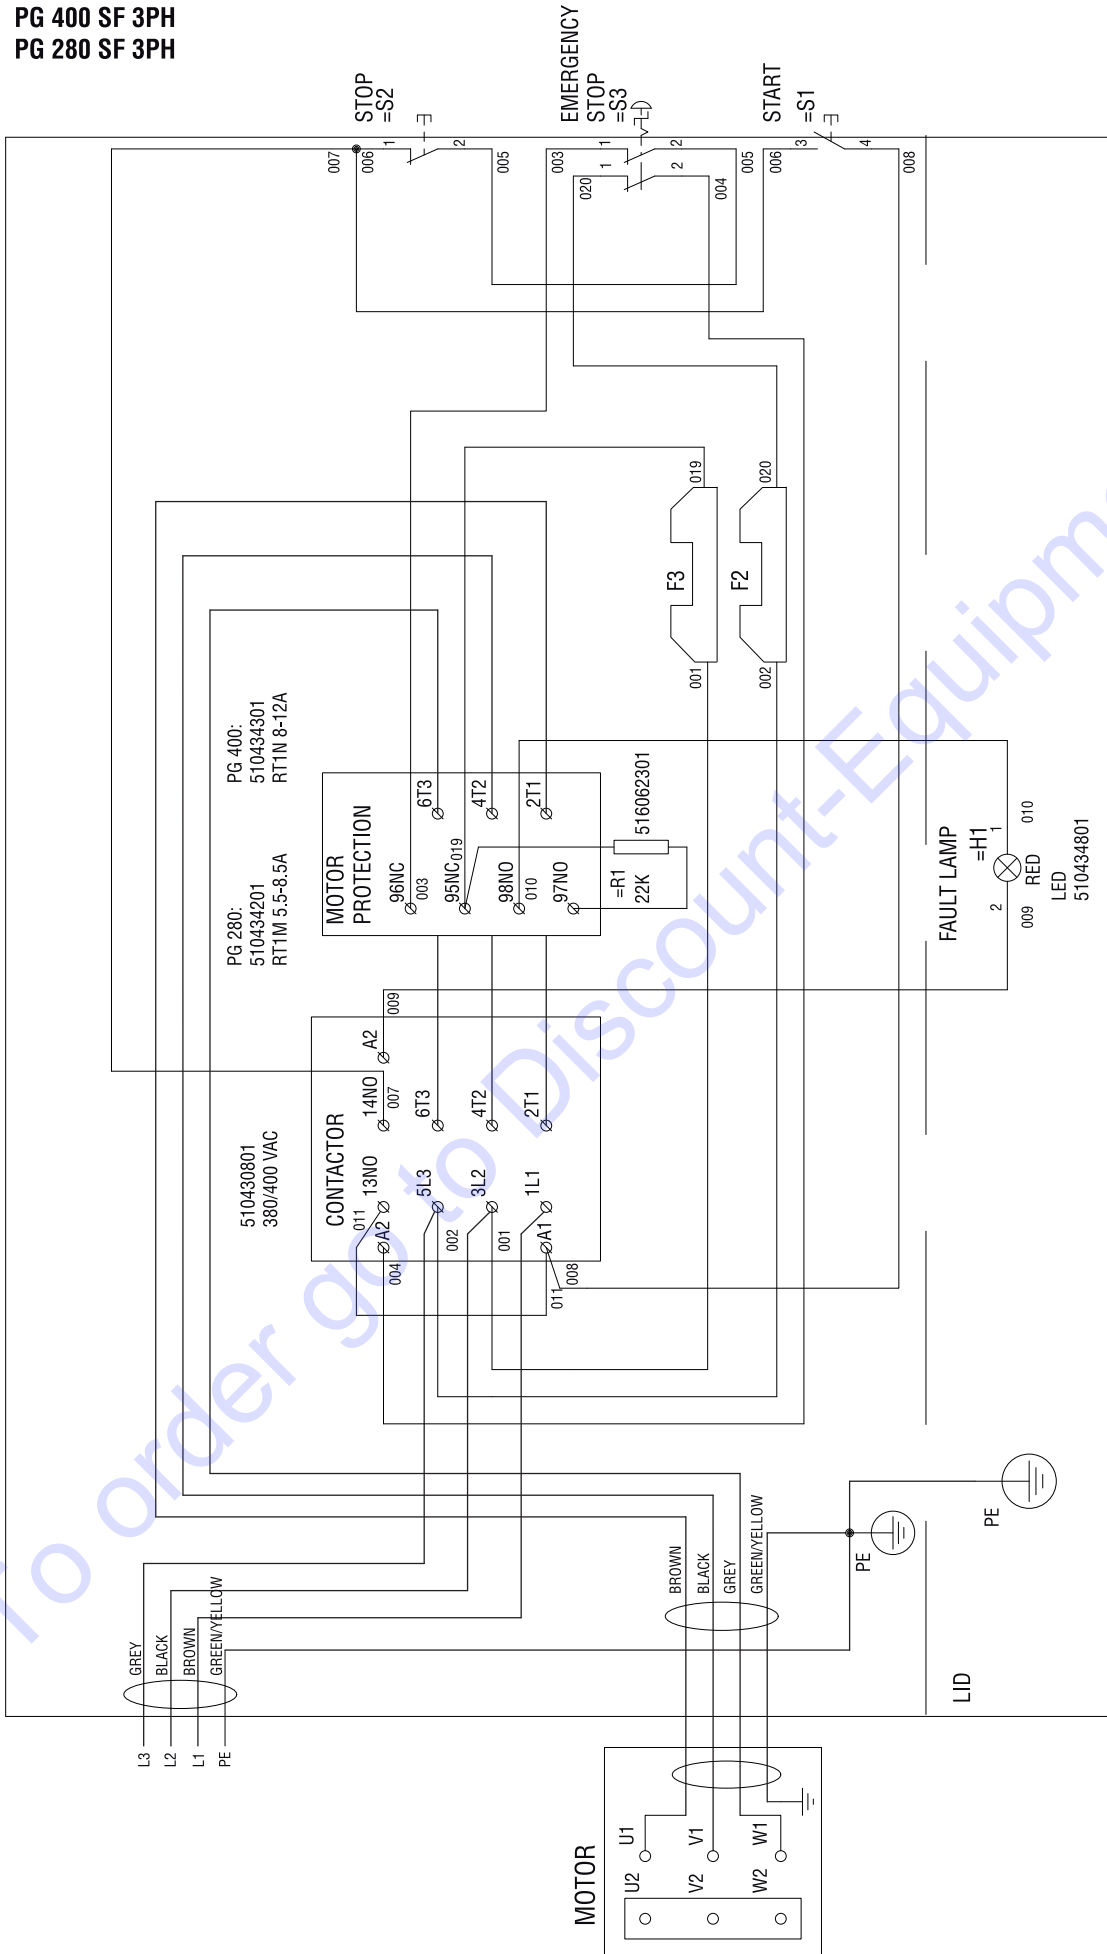 PG 400 SF 3PH
PG 280 SF 3PH
STOP
=S2
EMERGENCY
STOP
=S3
START
=S1
007
006
1
2
005
003
1
2
020
1
2
004
005
006
3
4
008
019
020
F3
F2
001
002
PG 400:
510434301
RT1N 8-12A
PG 280:
510434201
RT1M 5.5-8.5A
MOTOR
PROTECTION
96NC
003
95NC
019
98NO
010
97NO
6T3
4T2
2T1
=R1
22K
516062301
FAULT LAMP
=H1
1
010
2
009
RED
LED
510434801
510430801
380/400 VAC
CONTACTOR
13NO
14NO
007
A2
009
011
A2
004
5L3
002
3L2
001
1L1
A1
008
011
6T3
4T2
2T1
GREY
BLACK
BROWN
GREEN/YELLOW
L3
L2
L1
PE
BROWN
BLACK
GREY
GREEN/YELLOW
PE
PE
LID
MOTOR
U1
V1
W1
U2
V2
W2
To order go to Discount-Equipme